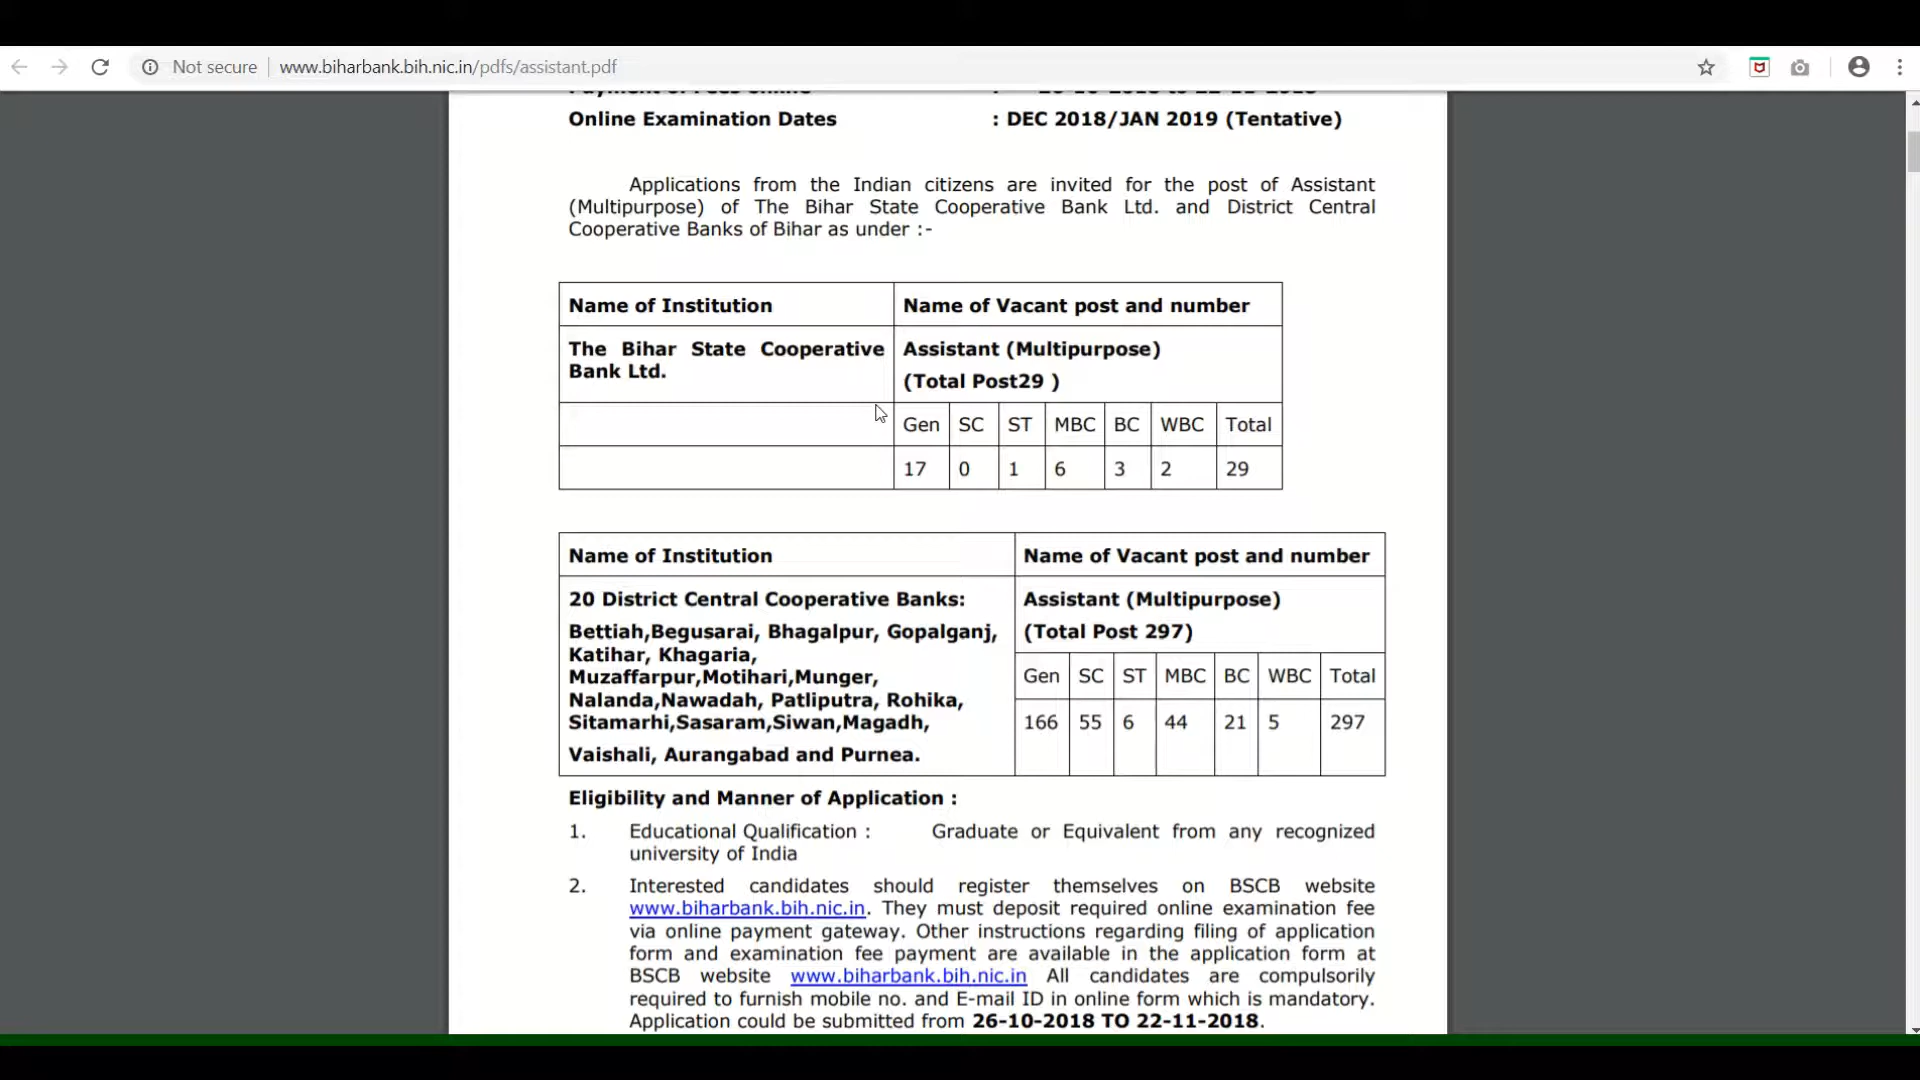 Not secure | www.biharbank.bih.nic.in/pdfs/assistant.pdf
Online Examination Dates : DEC 2018/JAN 2019 (Tentative)
Applications from the Indian citizens are invited for the post of Assistant
(Multipurpose) of The Bihar State Cooperative Bank Ltd. and District Central
Cooperative Banks of Bihar as under :-
Name of Institution Name of Vacant post and number
The Bihar State Cooperative Assistant (Multipurpose)
Bank Ltd. (Total Post29 )
Gen SC ST MBC BC WBC Total
17 0 1 6 3 2 29
Name of Institution Name of Vacant post and number
20 District Central Cooperative Banks: Assistant (Multipurpose)
Bettiah,Begusarai, Bhagalpur, Gopalganj, (Total Post 297)
Katihar, Khagaria,
Muzaffarpur,Motihari,Munger, Gen SC ST MBC BC WBC Total
Nalanda,Nawadah, Patliputra, Rohika,
Sitamarhi,Sasaram,Siwan,Magadh, 166 55 6 44 21 5 297
Vaishali, Aurangabad and Purnea.
Eligibility and Manner of Application :
1. Educational Qualification : Graduate or Equivalent from any recognized
university of India
2. Interested candidates should register themselves on BSCB website
www.biharbank.bih.nic.in. They must deposit required online examination fee
via online payment gateway. Other instructions regarding filing of application
form and examination fee payment are available in the application form at
BSCB website www.biharbank.bih.nic.in All candidates are compulsorily
required to furnish mobile no. and E-mail ID in online form which is mandatory.
Application could be submitted from 26-10-2018 TO 22-11-2018.